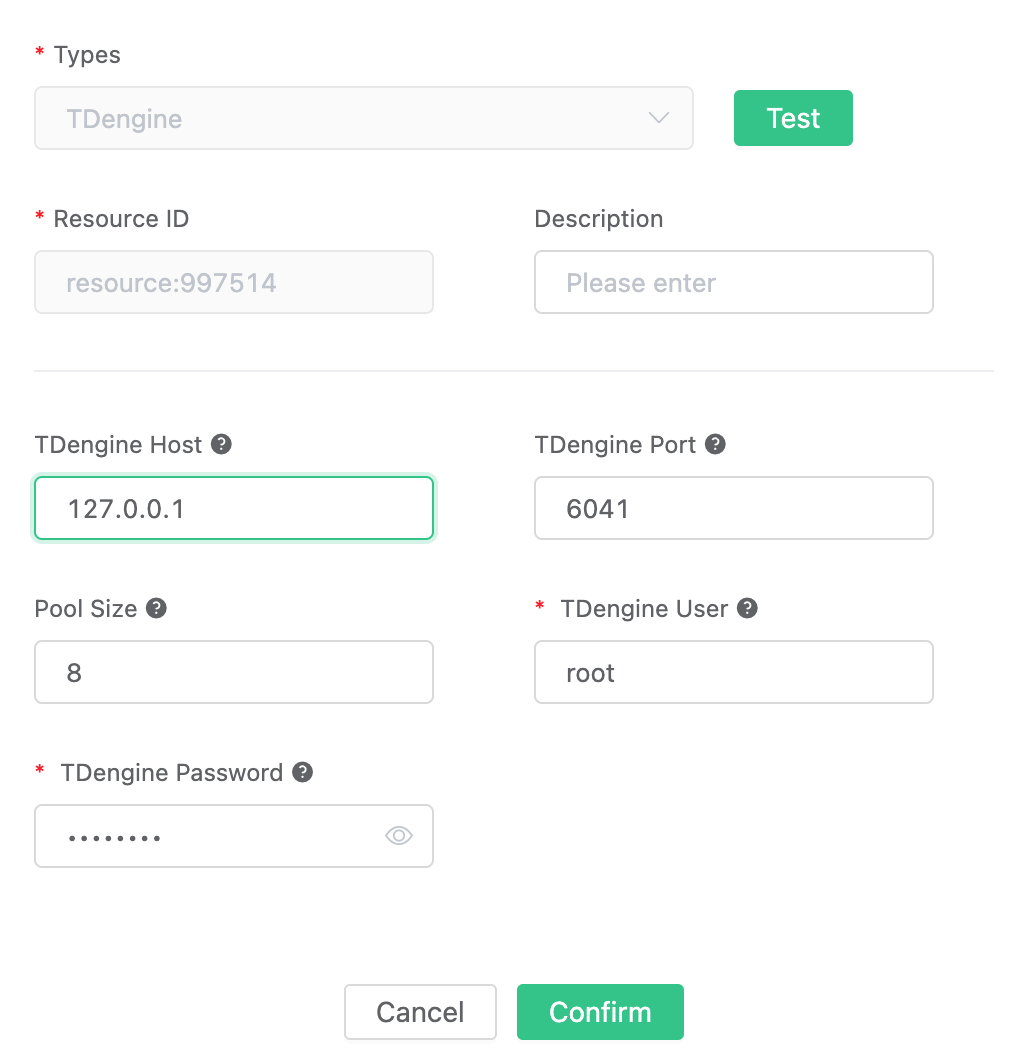 * Types
TDengine
Test
* Resource ID
Description
resource:997514
Please enter
TDengine Host ?
TDengine Port ?
127.0.0.1
6041
Pool Size ?
* TDengine User ?
8
root
* TDengine Password ?
••••••••
Cancel
Confirm